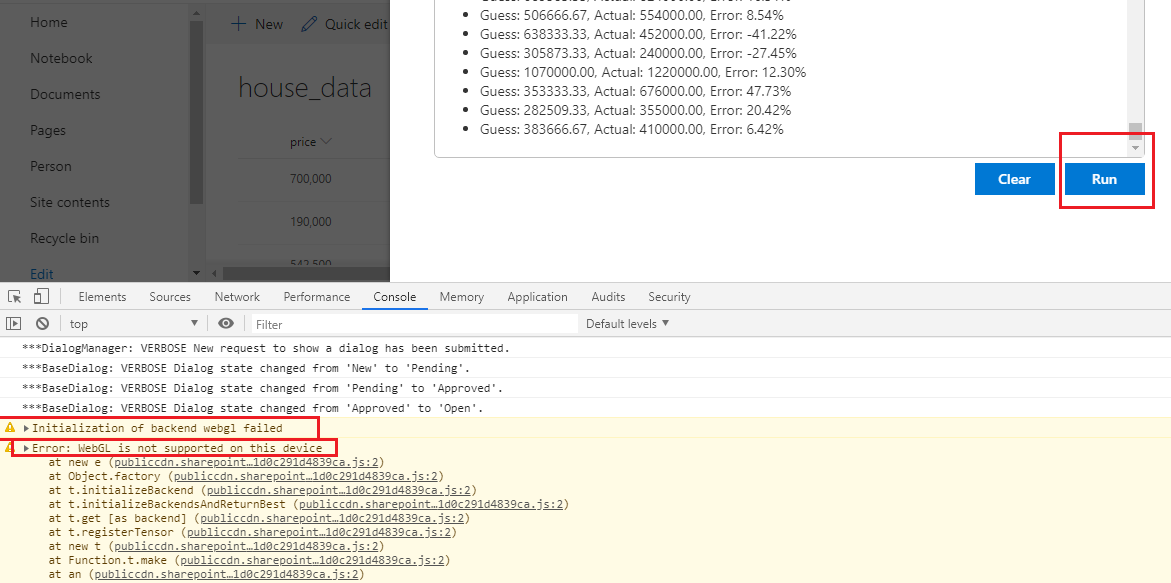 Home
Notebook
Documents
Pages
Person
Site contents
Recycle bin
Edit
New Quick edit
house_data
price
700,000
190,000
542,500
Guess: 506666.67, Actual: 554000.00, Error: 8.54%
Guess: 638333.33, Actual: 452000.00, Error: -41.22%
Guess: 305873.33, Actual: 240000.00, Error: -27.45%
Guess: 1070000.00, Actual: 1220000.00, Error: 12.30%
Guess: 353333.33, Actual: 676000.00, Error: 47.73%
Guess: 282509.33, Actual: 355000.00, Error: 20.42%
Guess: 383666.67, Actual: 410000.00, Error: 6.42%
Clear Run
Elements Sources Network Performance Console Memory Application Audits Security
top Filter Default levels
***DialogManager: VERBOSE New request to show a dialog has been submitted.
***BaseDialog: VERBOSE Dialog state changed from 'New' to 'Pending'.
***BaseDialog: VERBOSE Dialog state changed from 'Pending' to 'Approved'.
***BaseDialog: VERBOSE Dialog state changed from 'Approved' to 'Open'.
Initialization of backend webgl failed
Error: WebGL is not supported on this device
at new e (publiccdn.sharepoint…1d0c291d4839ca.js:2)
at Object.factory (publiccdn.sharepoint…1d0c291d4839ca.js:2)
at t.initializeBackend (publiccdn.sharepoint…1d0c291d4839ca.js:2)
at t.initializeBackendsAndReturnBest (publiccdn.sharepoint…1d0c291d4839ca.js:2)
at t.get [as backend] (publiccdn.sharepoint…1d0c291d4839ca.js:2)
at t.registerTensor (publiccdn.sharepoint…1d0c291d4839ca.js:2)
at new t (publiccdn.sharepoint…1d0c291d4839ca.js:2)
at Function.t.make (publiccdn.sharepoint…1d0c291d4839ca.js:2)
at an (publiccdn.sharepoint…1d0c291d4839ca.js:2)